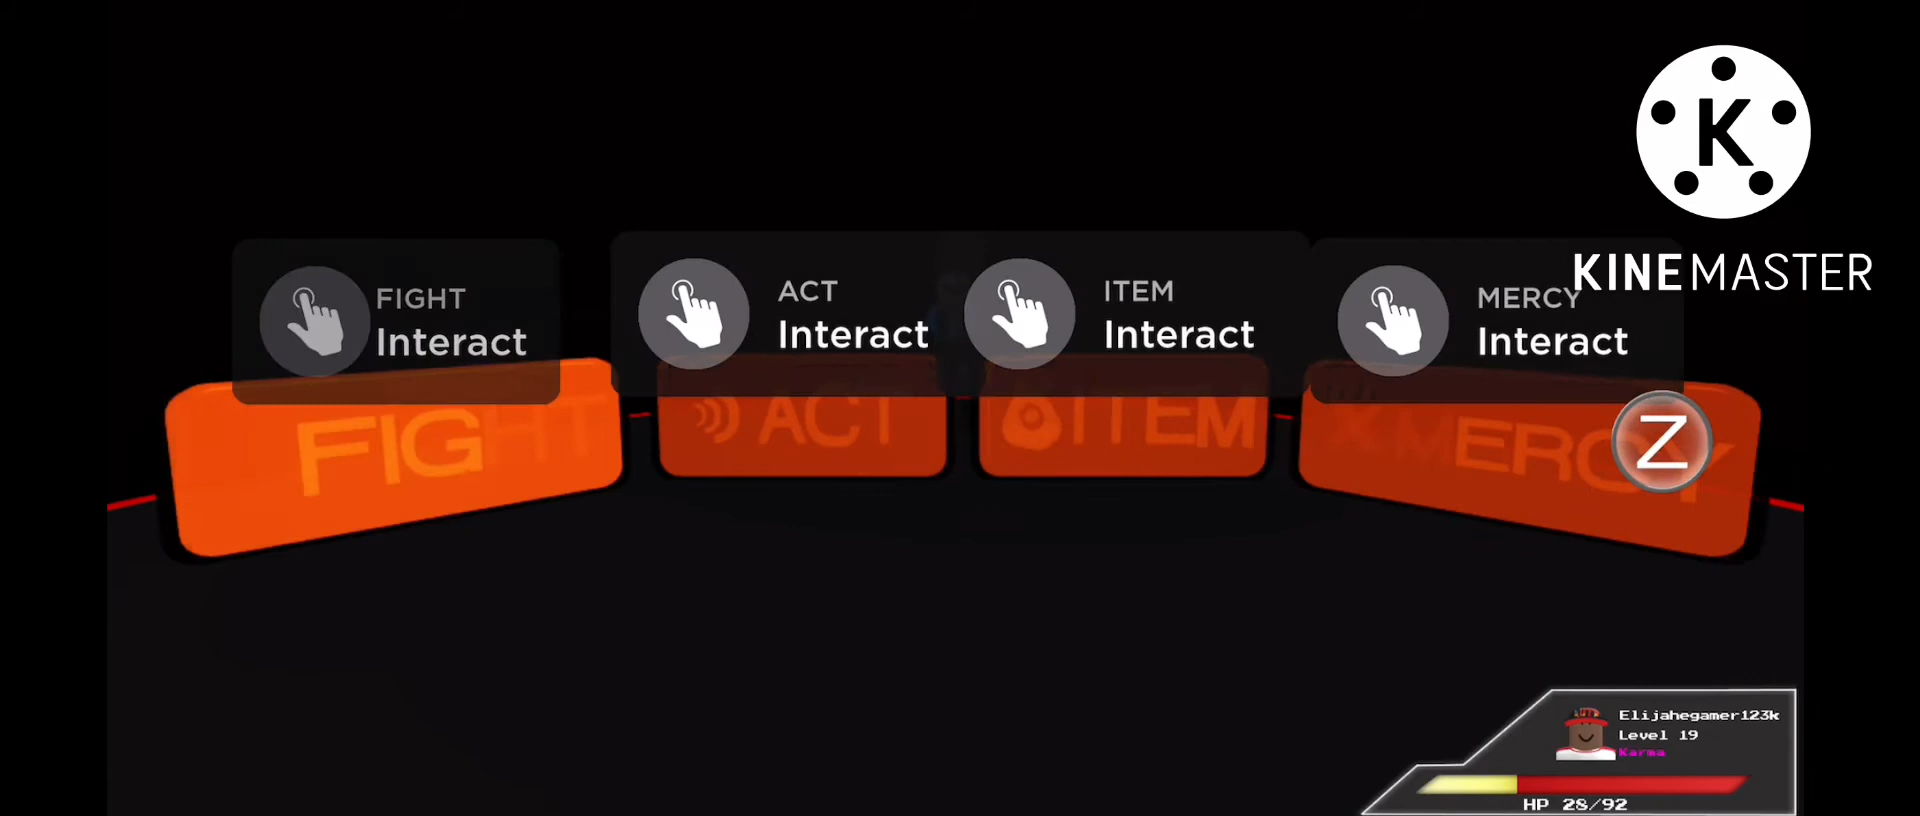 K
KINEMASTER
FIGHT
Interact
ACT
Interact
ITEM
Interact
MERCY
Interact
FIGHT
ACT
ITEM
MERCY
Z
Elijahegamer123k
Level 19
Karma
HP 28/92